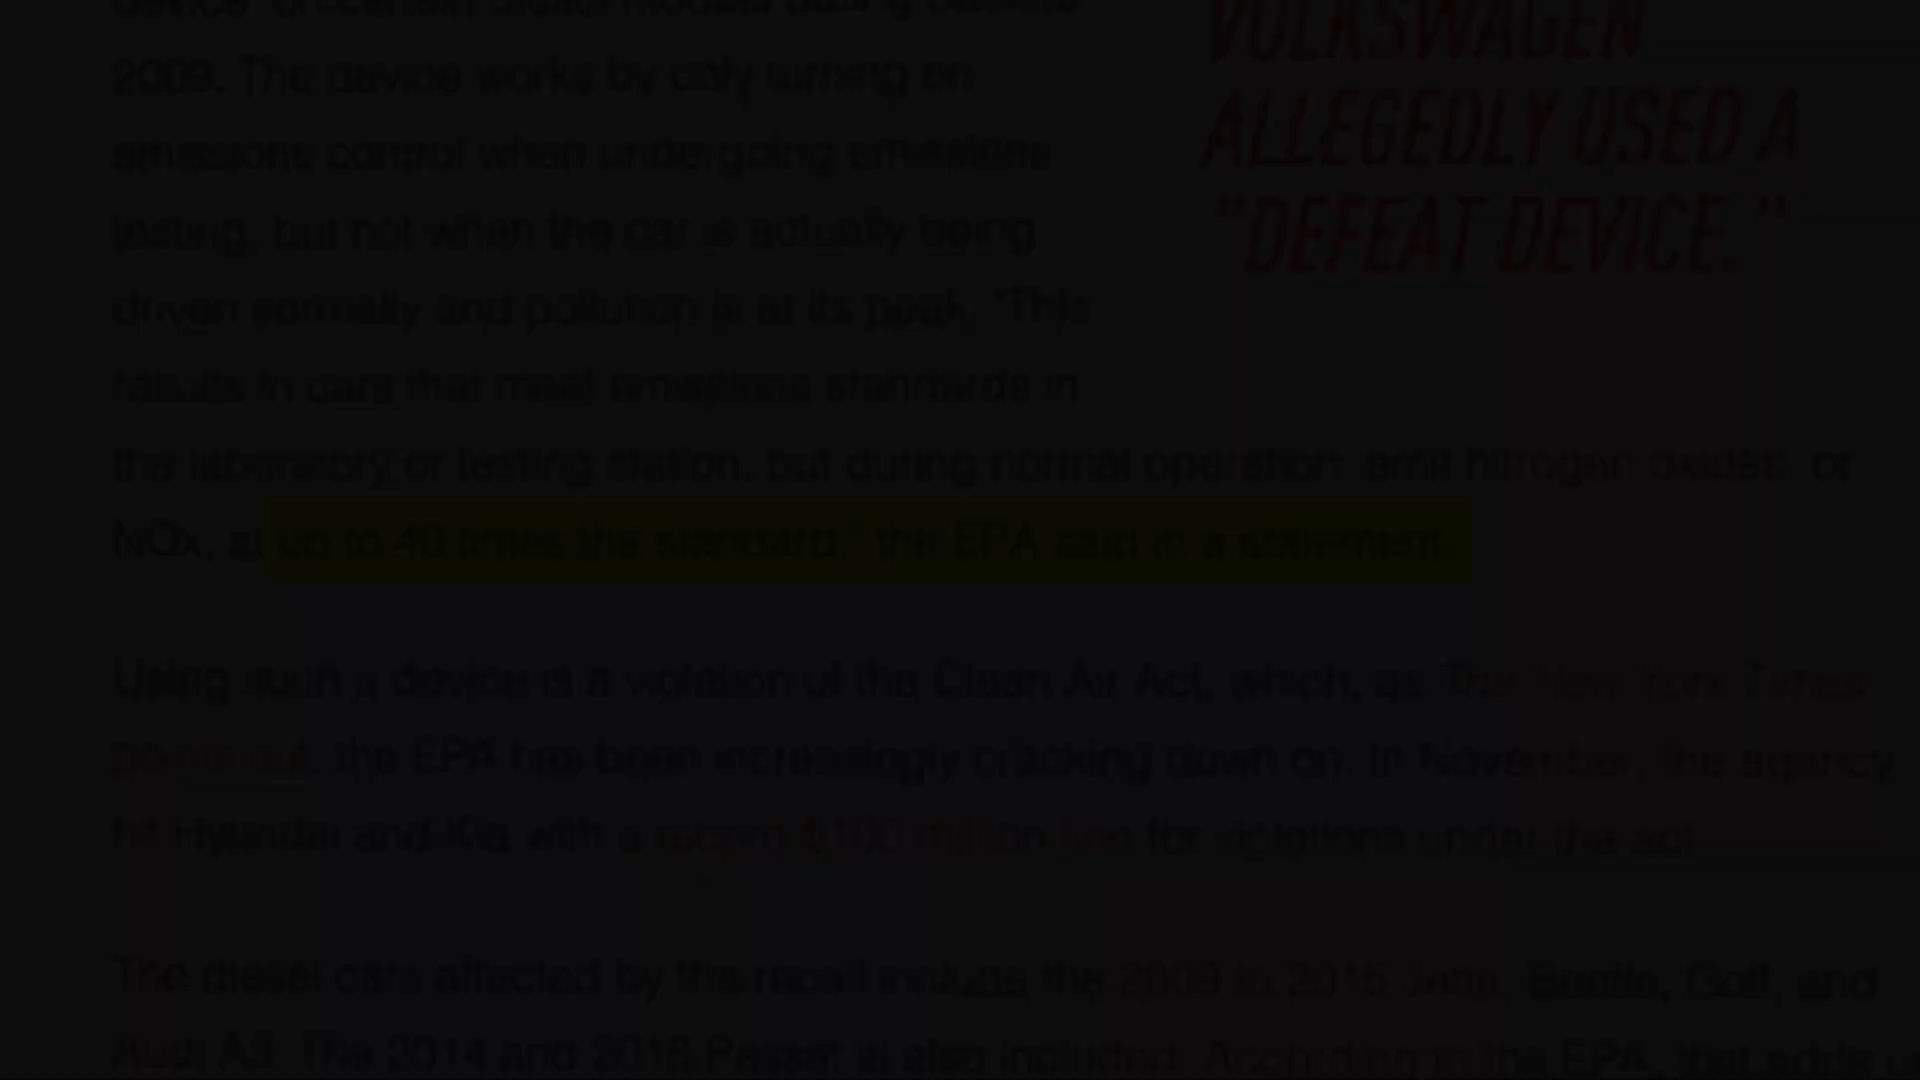 2009. The device works by only turning on
emissions control when undergoing emissions
testing, but not when the car is actually being
driven normally and pollution is at its peak. "This
results in cars that meet emissions standards in
the laboratory or testing station, but during normal operation, emit nitrogen oxides, or
NOx, at up to 40 times the standard," the EPA said in a statement.
Using such a device is a violation of the Clean Air Act, which, as The New York Times
points out, the EPA has been increasingly cracking down on. In November, the agency
hit Hyundai and Kia with a record $100 million fine for violations under the act.
The diesel cars affected by the recall include the 2009 to 2015 Jetta, Beetle, Golf, and
Audi A3. The 2014 and 2015 Passat is also included. According to the EPA, that adds
VOLKSWAGEN
ALLEGEDLY USED A
"DEFEAT DEVICE."